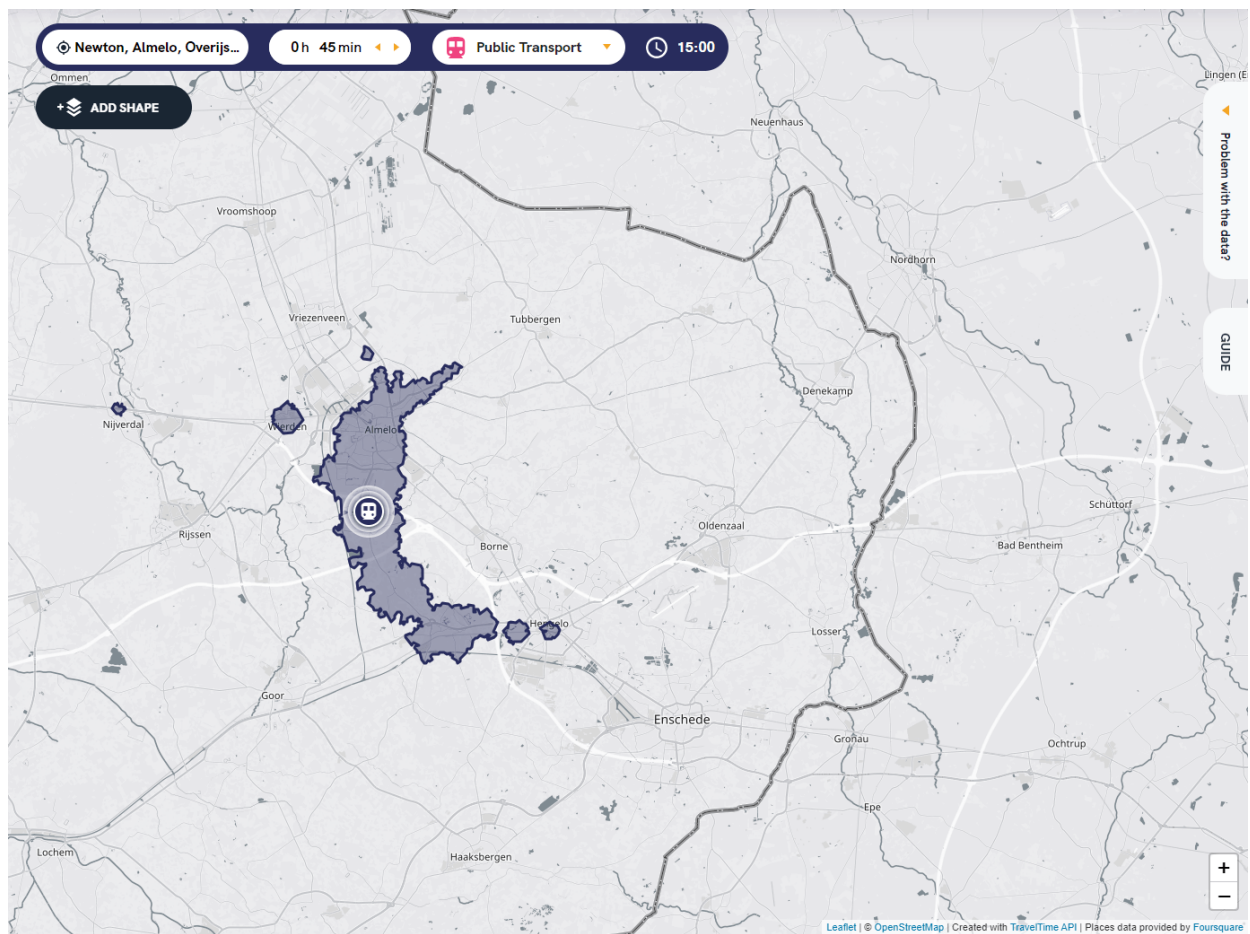 Newton, Almelo, Overijs...
0 h 45 min
Public Transport
15:00
Ommen
Lingen (E
ADD SHAPE
Neuenhaus
Problem with the data?
Vroomshoop
Nordhorn
Vriezenveen
Tubbergen
GUIDE
Denekamp
Nijverdal
Wierden
Almelo
Schüttorf
Oldenzaal
Rijssen
Borne
Bad Bentheim
Hengelo
Losser
Goor
Enschede
Gronau
Ochtrup
Epe
Lochem
Haaksbergen
+
−
Leaflet | © OpenStreetMap | Created with TravelTime API | Places data provided by Foursquare